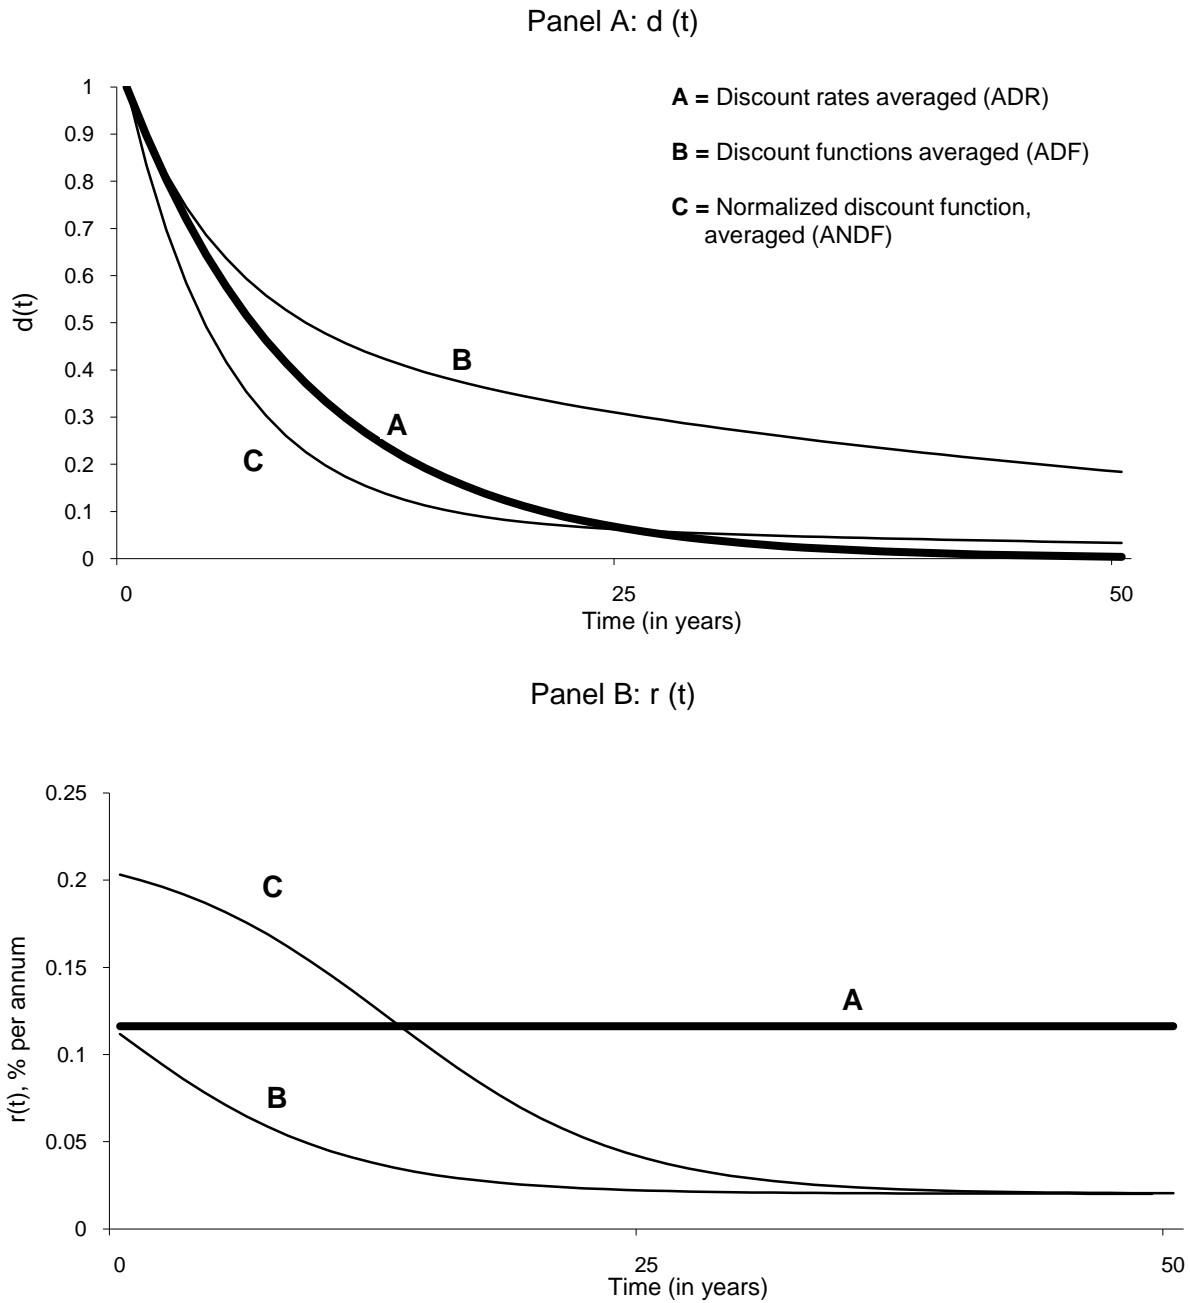 Panel A: d (t)
A = Discount rates averaged (ADR)
B = Discount functions averaged (ADF)
C = Normalized discount function,
averaged (ANDF)
d(t)
1
0.9
0.8
0.7
0.6
0.5
0.4
0.3
0.2
0.1
0
B
A
C
0
25
50
Time (in years)
Panel B: r (t)
r(t), % per annum
0.25
0.2
0.15
0.1
0.05
0
C
A
B
0
25
50
Time (in years)